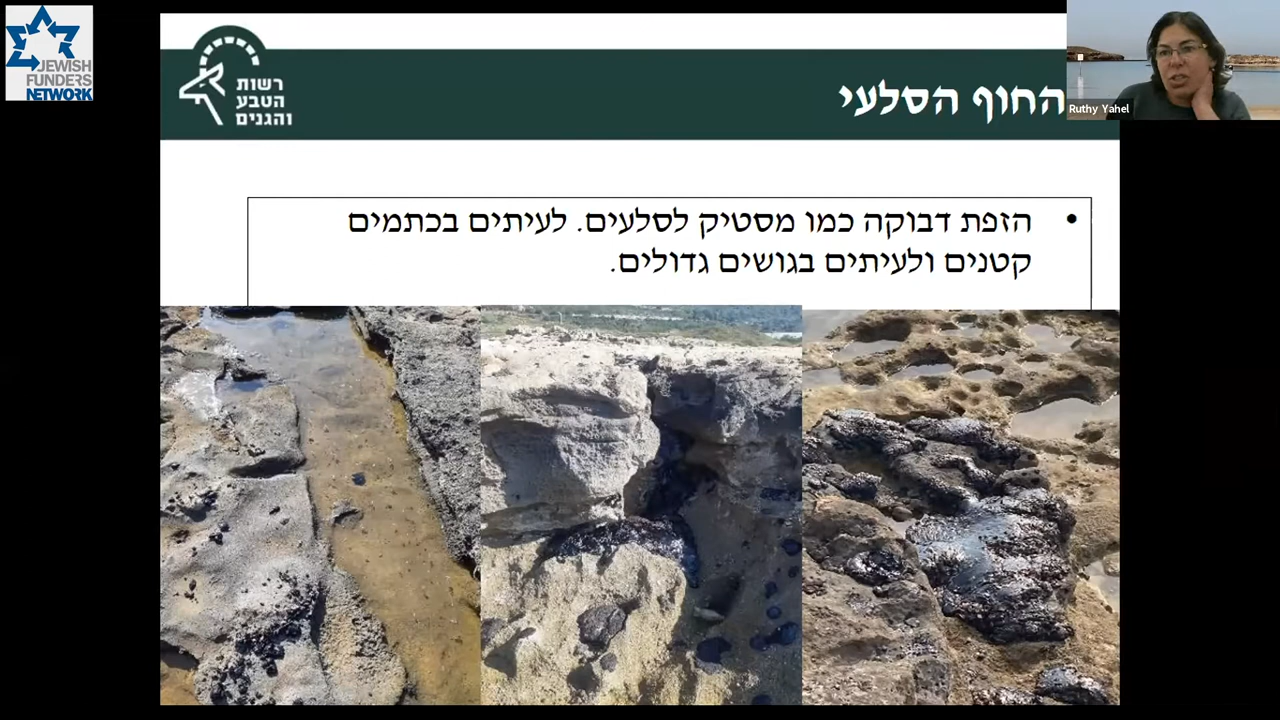 JEWISH
FUNDERS
NETWORK
רשות
הטבע
והגנים
החוף הסלעי
Ruthy Yahel
• הזפת דבוקה כמו מסטיק לסלעים. לעיתים בכתמים
קטנים ולעיתים בגושים גדולים.